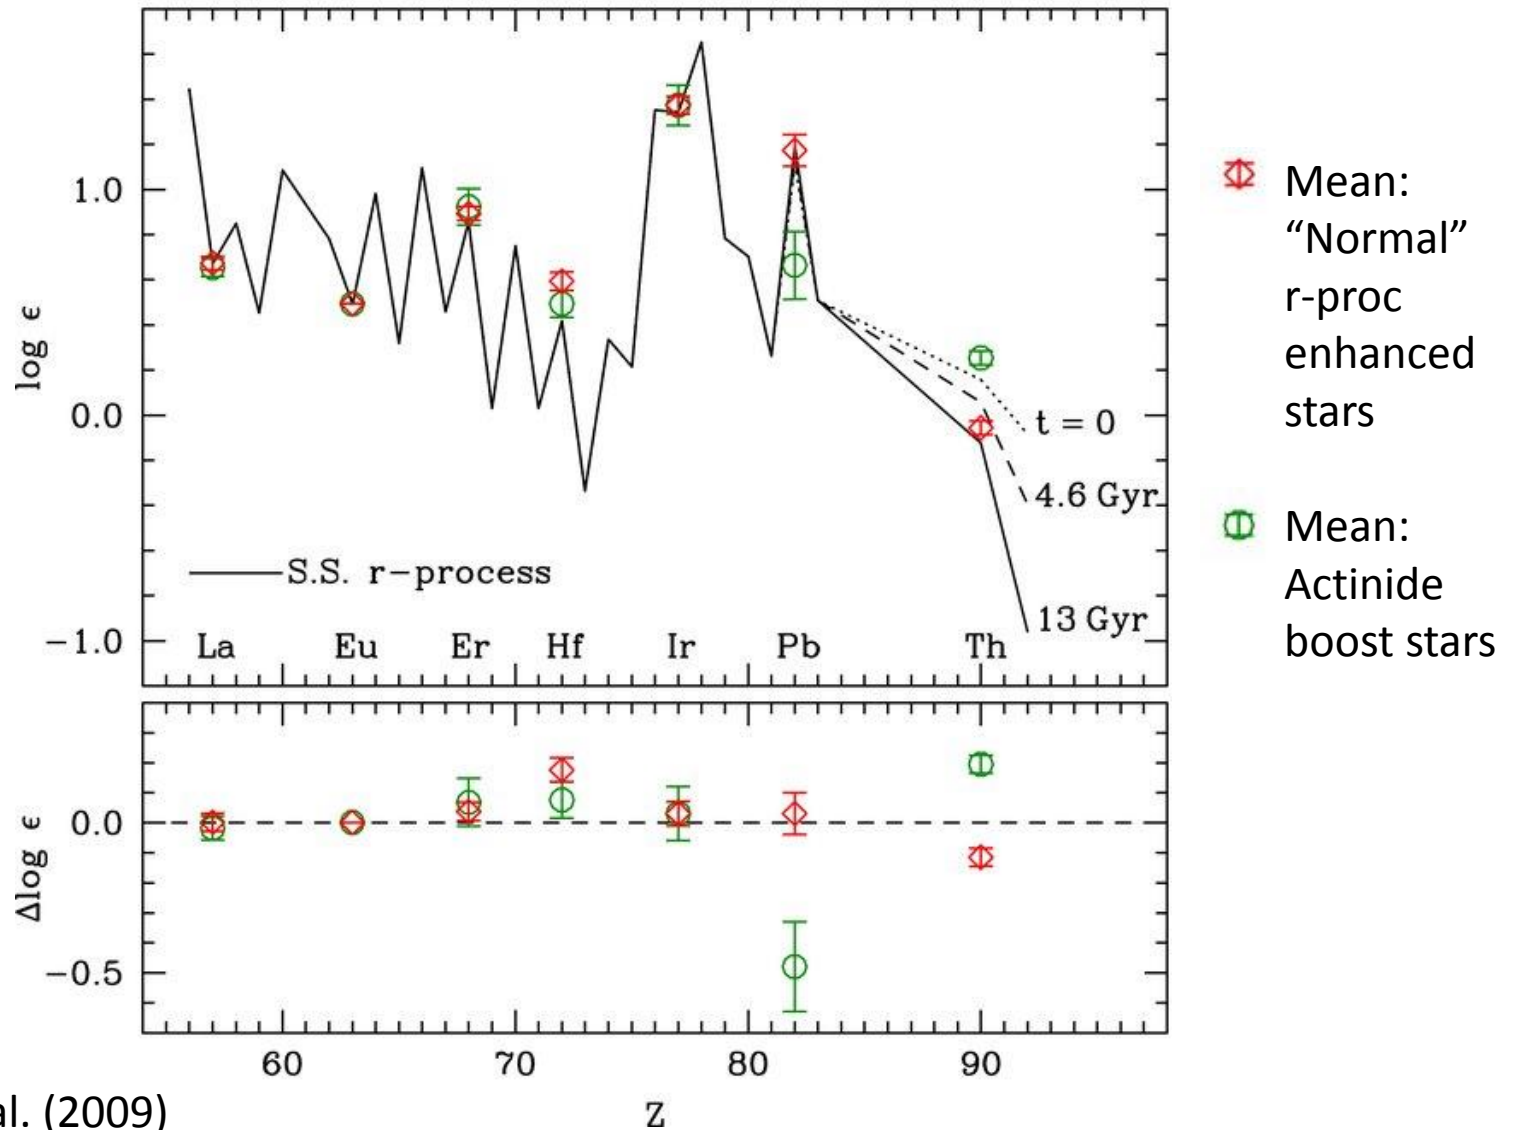 1.0
0.0
−1.0
log ϵ
t = 0
4.6 Gyr
13 Gyr
S.S. r−process
La Eu Er Hf Ir Pb Th
0.0
−0.5
Δlog ϵ
60 70 80 90
Z
Mean:
“Normal”
r-proc
enhanced
stars
Mean:
Actinide
boost stars
al. (2009)